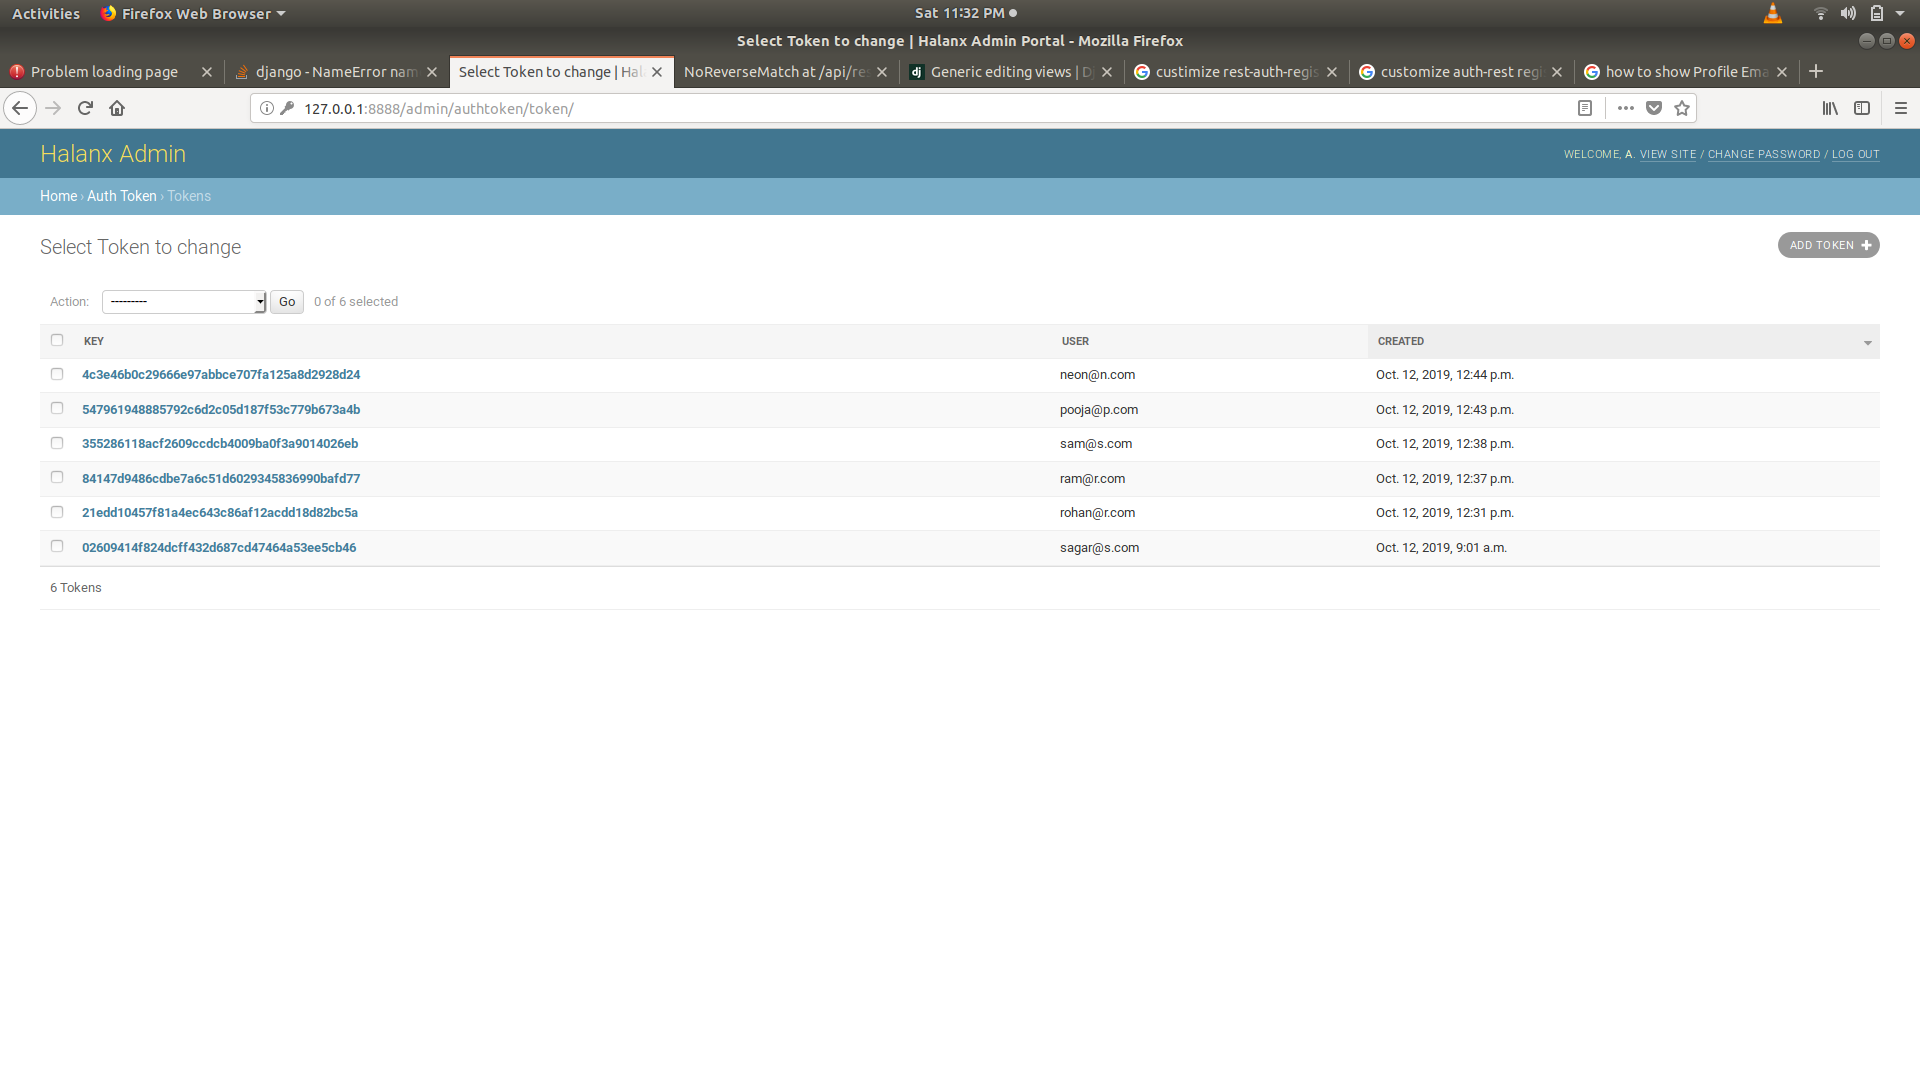 Activities Firefox Web Browser Sat 11:32 PM
Select Token to change | Halanx Admin Portal - Mozilla Firefox
Problem loading page django - NameError nam Select Token to change | Hal NoReverseMatch at /api/res Generic editing views | Dj custimize rest-auth-regis customize auth-rest regi how to show Profile Ema
127.0.0.1:8888/admin/authtoken/token/
Halanx Admin WELCOME, A. VIEW SITE / CHANGE PASSWORD / LOG OUT
Home › Auth Token › Tokens
Select Token to change ADD TOKEN +
Action: --------- Go 0 of 6 selected
KEY USER CREATED
4c3e46b0c29666e97abbce707fa125a8d2928d24 neon@n.com Oct. 12, 2019, 12:44 p.m.
547961948885792c6d2c05d187f53c779b673a4b pooja@p.com Oct. 12, 2019, 12:43 p.m.
355286118acf2609ccdcb4009ba0f3a9014026eb sam@s.com Oct. 12, 2019, 12:38 p.m.
84147d9486cdbe7a6c51d6029345836990bafd77 ram@r.com Oct. 12, 2019, 12:37 p.m.
21edd10457f81a4ec643c86af12acdd18d82bc5a rohan@r.com Oct. 12, 2019, 12:31 p.m.
02609414f824dcff432d687cd47464a53ee5cb46 sagar@s.com Oct. 12, 2019, 9:01 a.m.
6 Tokens